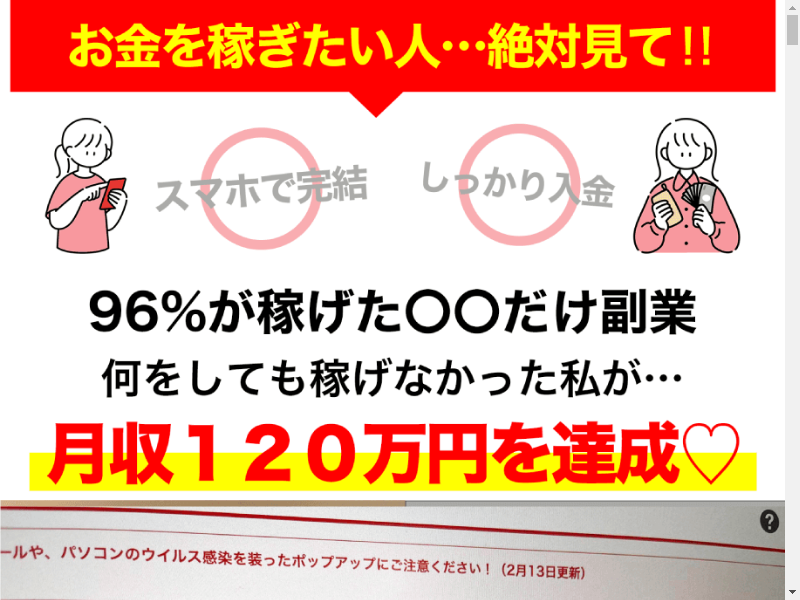 お金を稼ぎたい人…絶対見て!!
スマホで完結
しっかり入金
96%が稼げた〇〇だけ副業
何をしても稼げなかった私が…
月収１２０万円を達成♡
?
ールや、パソコンのウイルス感染を装ったポップアップにご注意ください！（2月13日更新）